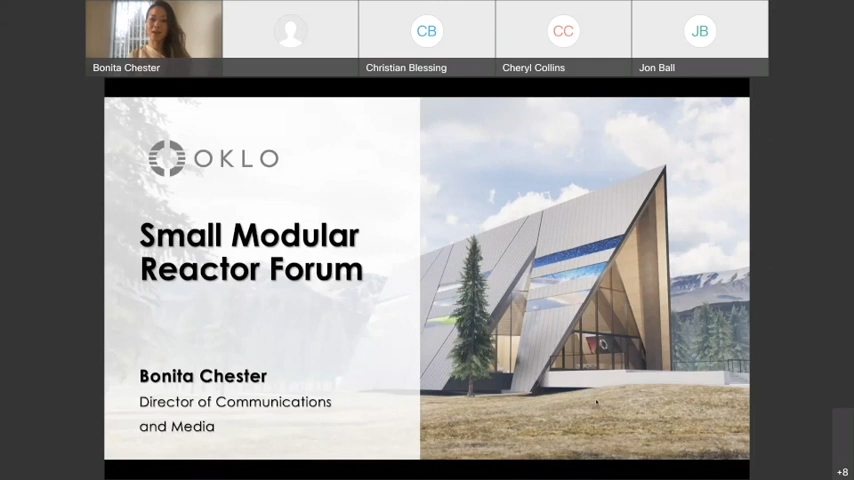 CB
CC
JB
Bonita Chester
Christian Blessing
Cheryl Collins
Jon Ball
OKLO
Small Modular
Reactor Forum
Bonita Chester
Director of Communications
and Media
+8